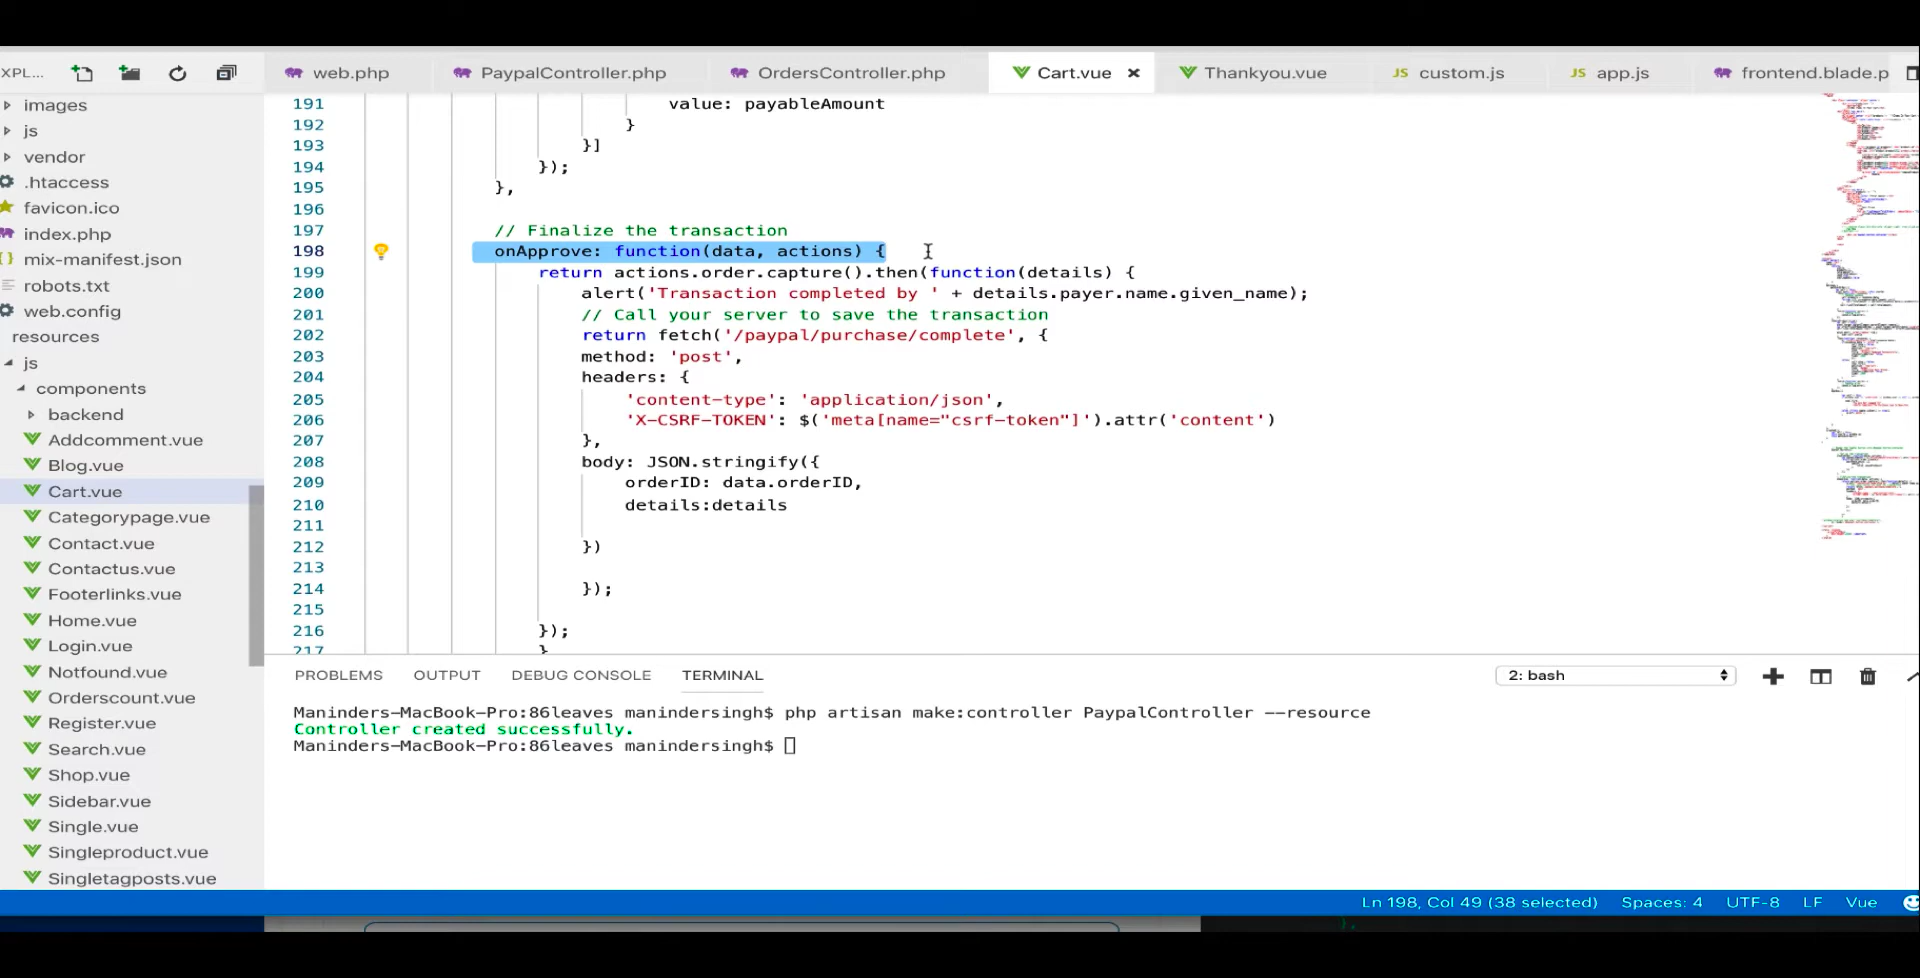 XPL...
web.php
PaypalController.php
OrdersController.php
Cart.vue ×
Thankyou.vue
JS custom.js
JS app.js
frontend.blade.p
images
js
vendor
.htaccess
favicon.ico
index.php
mix-manifest.json
robots.txt
web.config
resources
js
components
backend
Addcomment.vue
Blog.vue
Cart.vue
Categorypage.vue
Contact.vue
Contactus.vue
Footerlinks.vue
Home.vue
Login.vue
Notfound.vue
Orderscount.vue
Register.vue
Search.vue
Shop.vue
Sidebar.vue
Single.vue
Singleproduct.vue
Singletagposts.vue
191 value: payableAmount
192 }
193 }]
194 });
195 },
196
197 // Finalize the transaction
198 onApprove: function(data, actions) {
199 return actions.order.capture().then(function(details) {
200 alert('Transaction completed by ' + details.payer.name.given_name);
201 // Call your server to save the transaction
202 return fetch('/paypal/purchase/complete', {
203 method: 'post',
204 headers: {
205 'content-type': 'application/json',
206 'X-CSRF-TOKEN': $('meta[name="csrf-token"]').attr('content')
207 },
208 body: JSON.stringify({
209 orderID: data.orderID,
210 details:details
211
212 })
213
214 });
215
216 });
217 }
PROBLEMS OUTPUT DEBUG CONSOLE TERMINAL 2: bash
Maninders-MacBook-Pro:86leaves manindersingh$ php artisan make:controller PaypalController --resource
Controller created successfully.
Maninders-MacBook-Pro:86leaves manindersingh$
Ln 198, Col 49 (38 selected) Spaces: 4 UTF-8 LF Vue